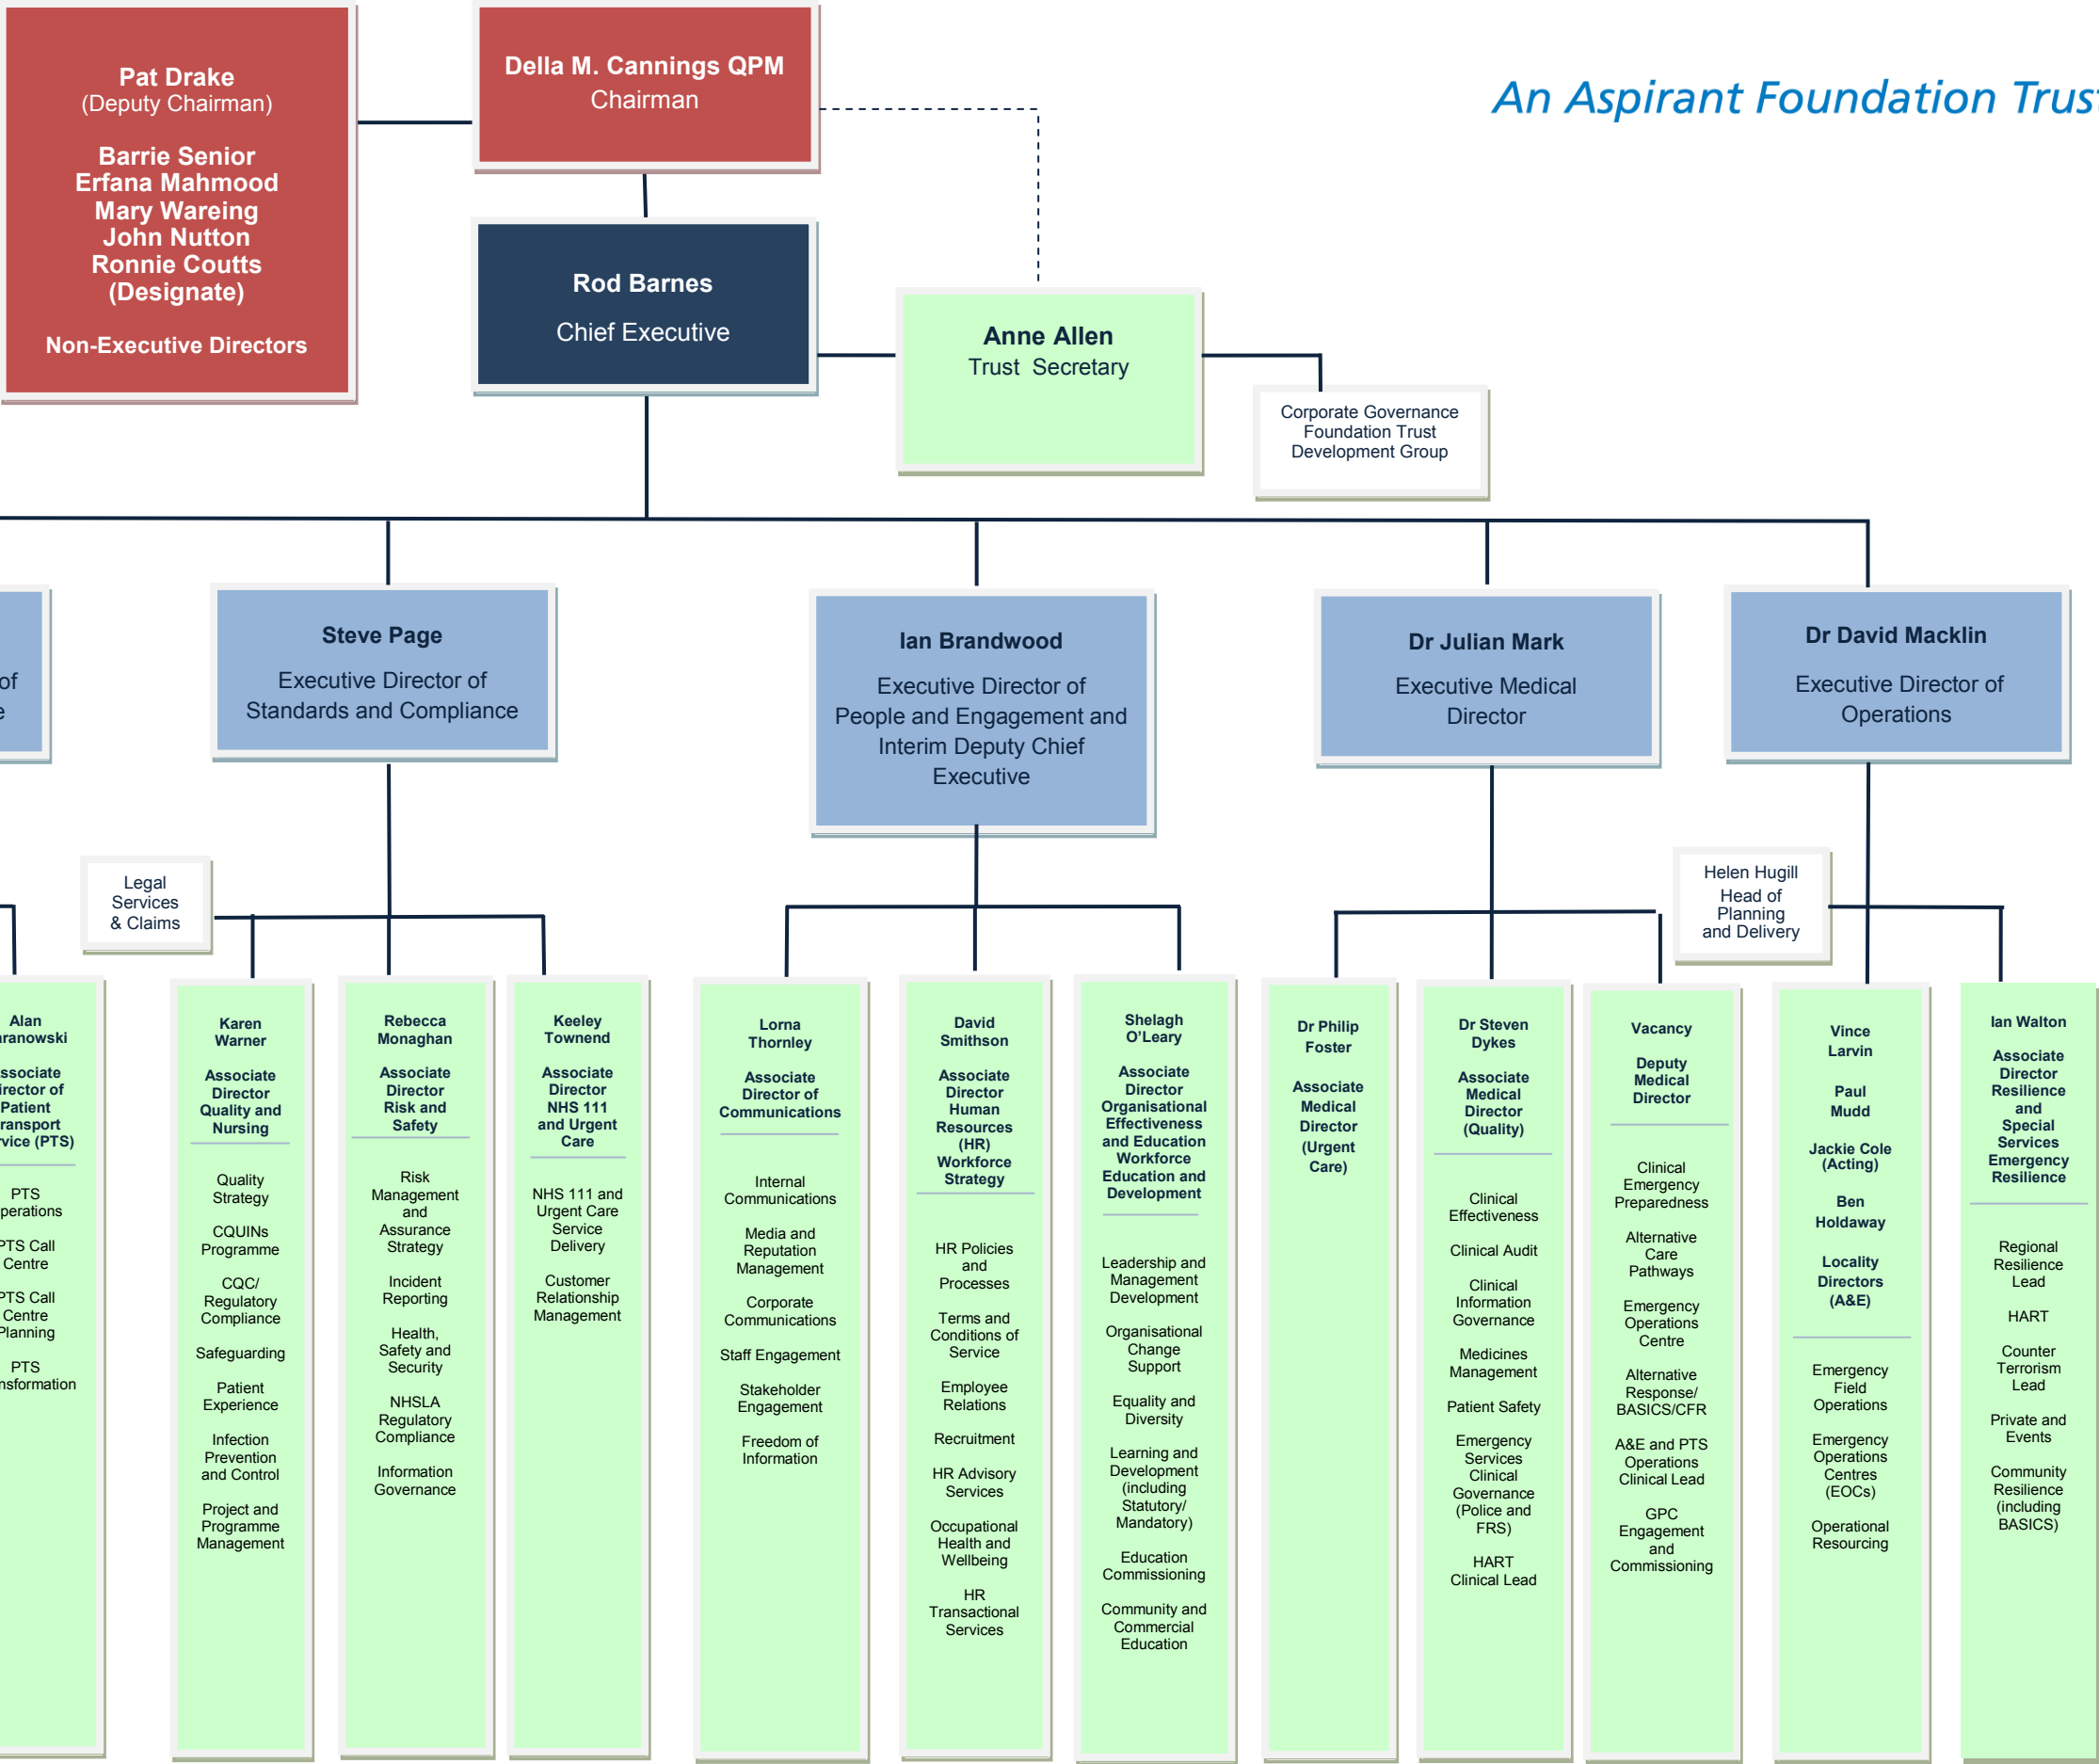 Pat Drake
(Deputy Chairman)
Barrie Senior
Erfana Mahmood
Mary Wareing
John Nutton
Ronnie Coutts
(Designate)
Non-Executive Directors
Della M. Cannings QPM
Chairman
An Aspirant Foundation Trust
Rod Barnes
Chief Executive
Anne Allen
Trust Secretary
Corporate Governance
Foundation Trust
Development Group
of
e
Steve Page
Executive Director of
Standards and Compliance
Ian Brandwood
Executive Director of
People and Engagement and
Interim Deputy Chief
Executive
Dr Julian Mark
Executive Medical
Director
Dr David Macklin
Executive Director of
Operations
Legal
Services
& Claims
Helen Hugill
Head of
Planning
and Delivery
Alan
ranowski
ssociate
irector of
Patient
ransport
rvice (PTS)
PTS
perations
PTS Call
Centre
PTS Call
Centre
Planning
PTS
nsformation
Karen
Warner
Associate
Director
Quality and
Nursing
Quality
Strategy
CQUINs
Programme
CQC/
Regulatory
Compliance
Safeguarding
Patient
Experience
Infection
Prevention
and Control
Project and
Programme
Management
Rebecca
Monaghan
Associate
Director
Risk and
Safety
Risk
Management
and
Assurance
Strategy
Incident
Reporting
Health,
Safety and
Security
NHSLA
Regulatory
Compliance
Information
Governance
Keeley
Townend
Associate
Director
NHS 111
and Urgent
Care
NHS 111 and
Urgent Care
Service
Delivery
Customer
Relationship
Management
Lorna
Thornley
Associate
Director of
Communications
Internal
Communications
Media and
Reputation
Management
Corporate
Communications
Staff Engagement
Stakeholder
Engagement
Freedom of
Information
David
Smithson
Associate
Director
Human
Resources
(HR)
Workforce
Strategy
HR Policies
and
Processes
Terms and
Conditions of
Service
Employee
Relations
Recruitment
HR Advisory
Services
Occupational
Health and
Wellbeing
HR
Transactional
Services
Shelagh
O'Leary
Associate
Director
Organisational
Effectiveness
and Education
Workforce
Education and
Development
Leadership and
Management
Development
Organisational
Change
Support
Equality and
Diversity
Learning and
Development
(including
Statutory/
Mandatory)
Education
Commissioning
Community and
Commercial
Education
Dr Philip
Foster
Associate
Medical
Director
(Urgent
Care)
Dr Steven
Dykes
Associate
Medical
Director
(Quality)
Clinical
Effectiveness
Clinical Audit
Clinical
Information
Governance
Medicines
Management
Patient Safety
Emergency
Services
Clinical
Governance
(Police and
FRS)
HART
Clinical Lead
Vacancy
Deputy
Medical
Director
Clinical
Emergency
Preparedness
Alternative
Care
Pathways
Emergency
Operations
Centre
Alternative
Response/
BASICS/CFR
A&E and PTS
Operations
Clinical Lead
GPC
Engagement
and
Commissioning
Vince
Larvin
Paul
Mudd
Jackie Cole
(Acting)
Ben
Holdaway
Locality
Directors
(A&E)
Emergency
Field
Operations
Emergency
Operations
Centres
(EOCs)
Operational
Resourcing
Ian Walton
Associate
Director
Resilience
and
Special
Services
Emergency
Resilience
Regional
Resilience
Lead
HART
Counter
Terrorism
Lead
Private and
Events
Community
Resilience
(including
BASICS)